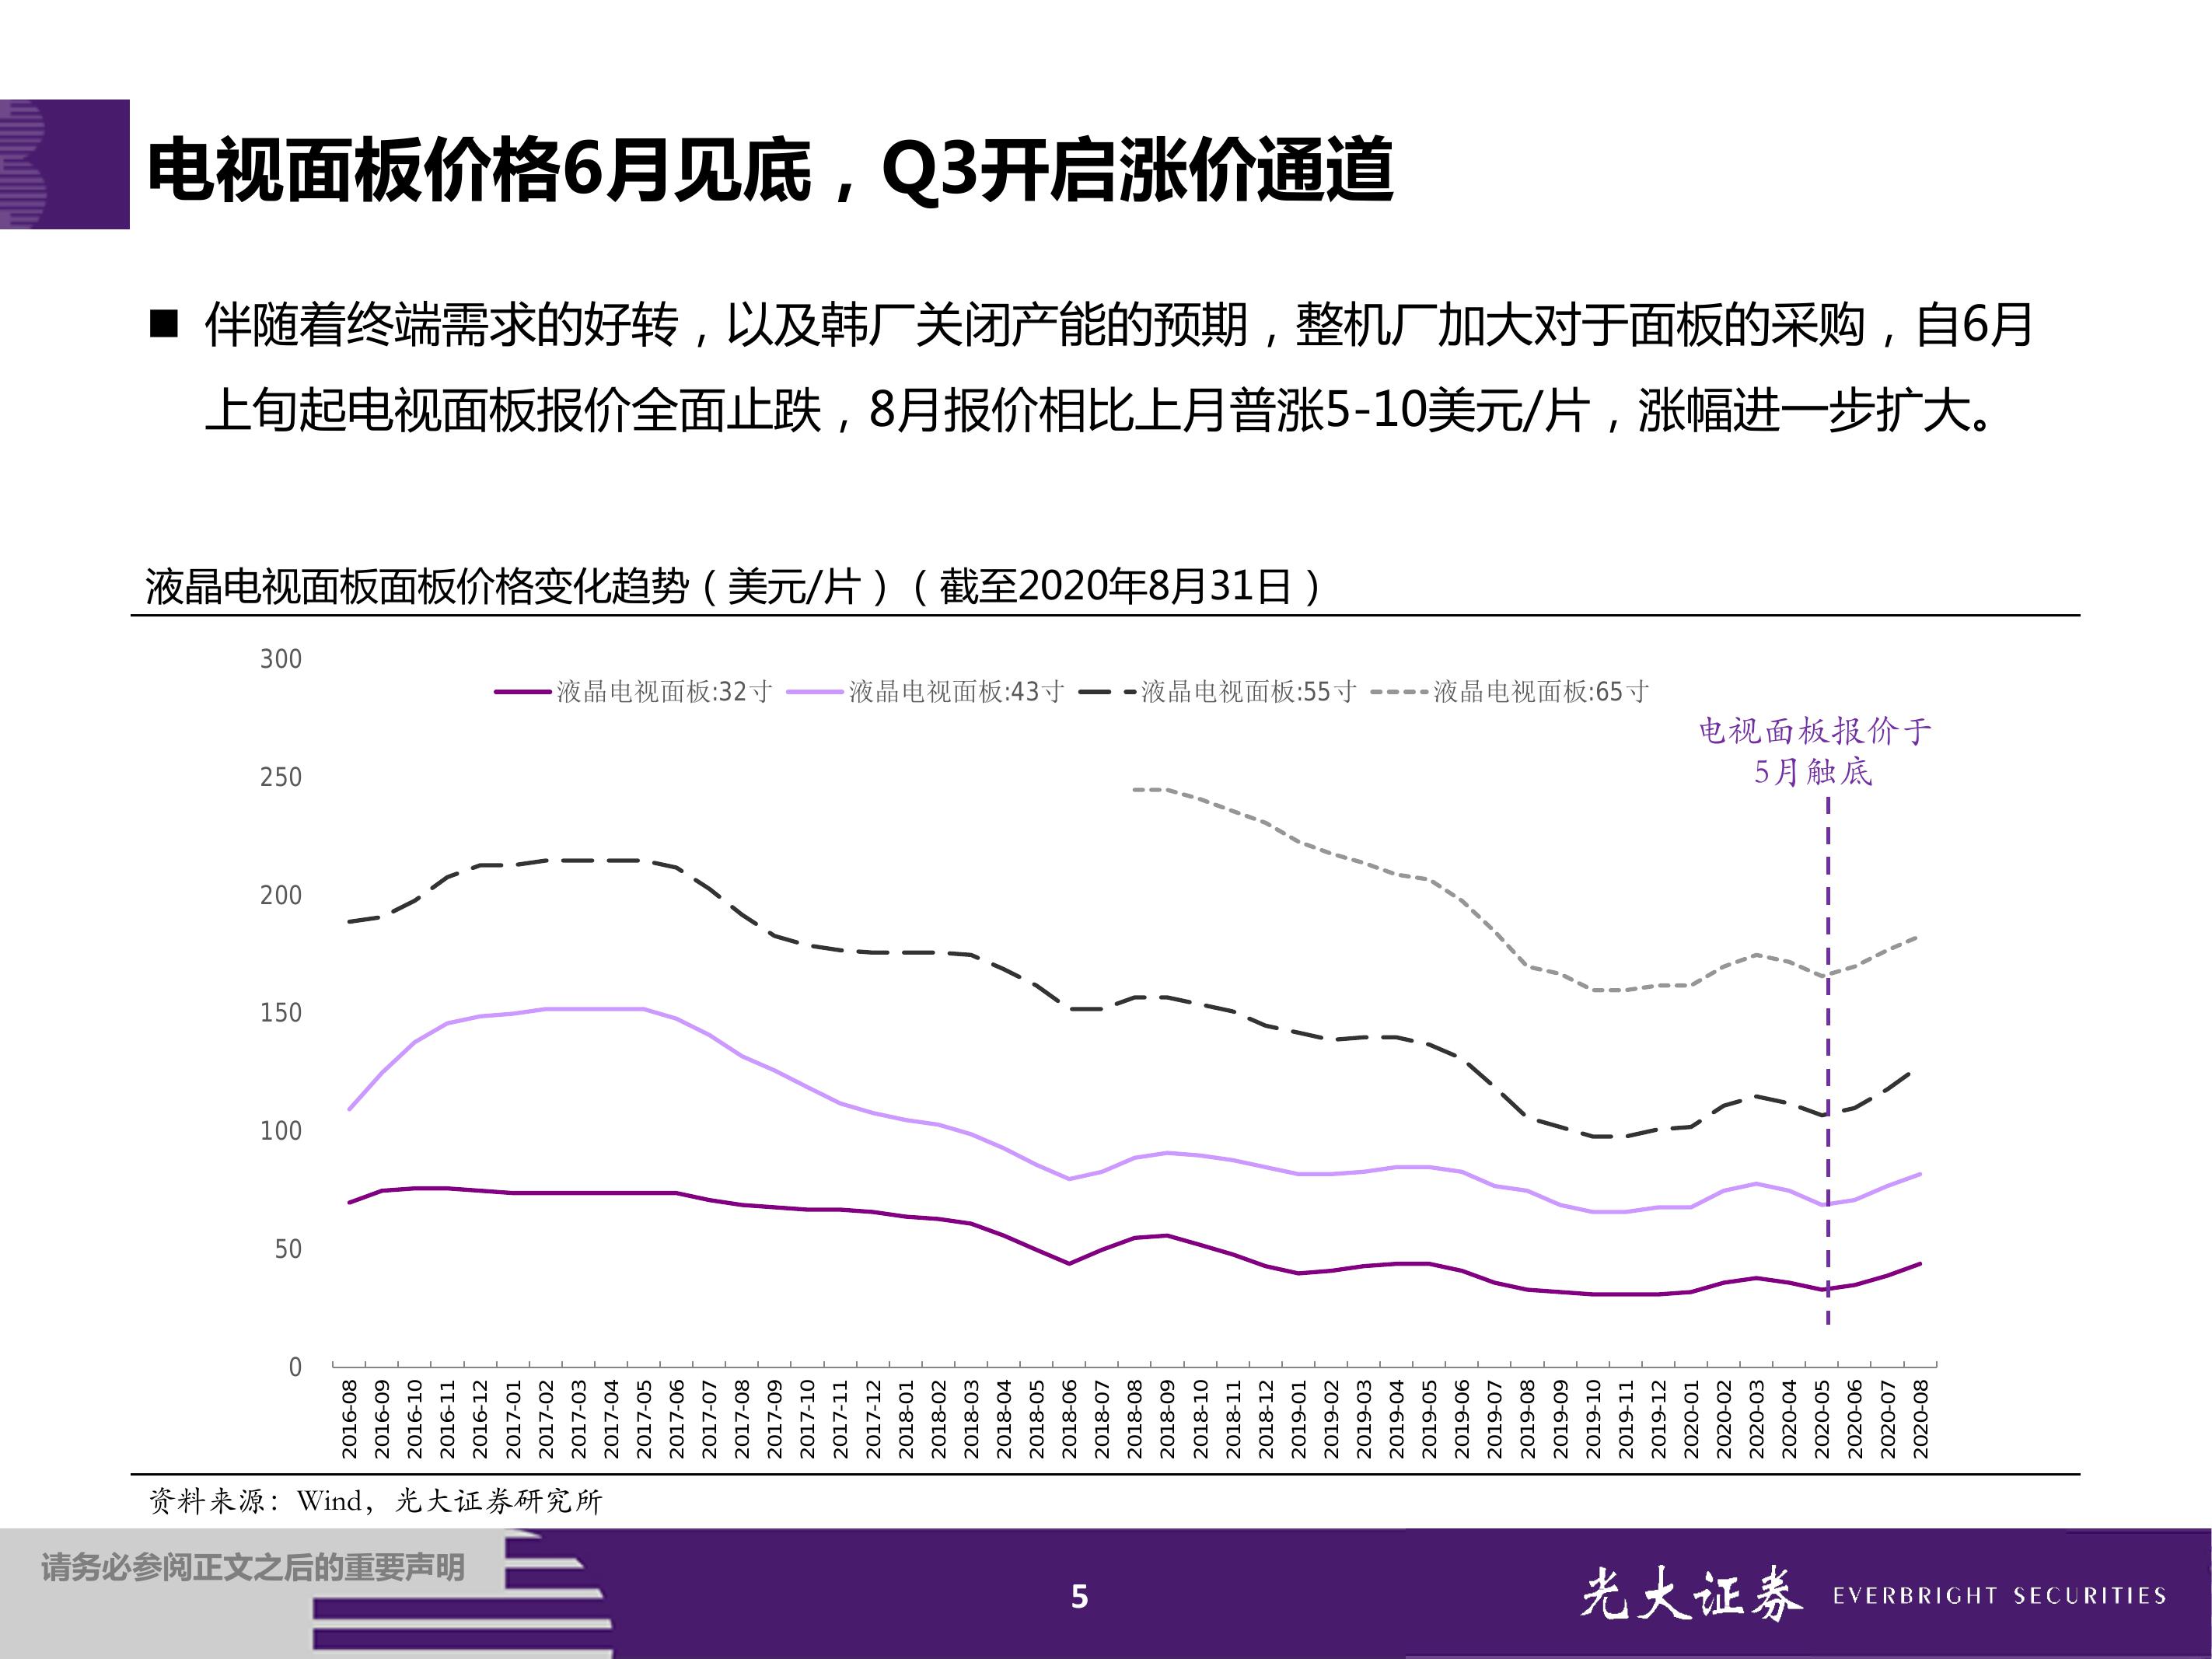 电视面板价格6月见底，Q3开启涨价通道
■ 伴随着终端需求的好转，以及韩厂关闭产能的预期，整机厂加大对于面板的采购，自6月
上旬起电视面板报价全面止跌，8月报价相比上月普涨5-10美元/片，涨幅进一步扩大。
液晶电视面板面板价格变化趋势（美元/片）（截至2020年8月31日）
300
液晶电视面板:32寸 液晶电视面板:43寸 液晶电视面板:55寸 液晶电视面板:65寸
电视面板报价于
5月触底
250
200
150
100
50
0
2016-08 2016-09 2016-10 2016-11 2016-12 2017-01 2017-02 2017-03 2017-04 2017-05 2017-06 2017-07 2017-08 2017-09 2017-10 2017-11 2017-12 2018-01 2018-02 2018-03 2018-04 2018-05 2018-06 2018-07 2018-08 2018-09 2018-10 2018-11 2018-12 2019-01 2019-02 2019-03 2019-04 2019-05 2019-06 2019-07 2019-08 2019-09 2019-10 2019-11 2019-12 2020-01 2020-02 2020-03 2020-04 2020-05 2020-06 2020-07 2020-08
资料来源：Wind，光大证券研究所
请务必参阅正文之后的重要声明
5
光大证券 EVERBRIGHT SECURITIES